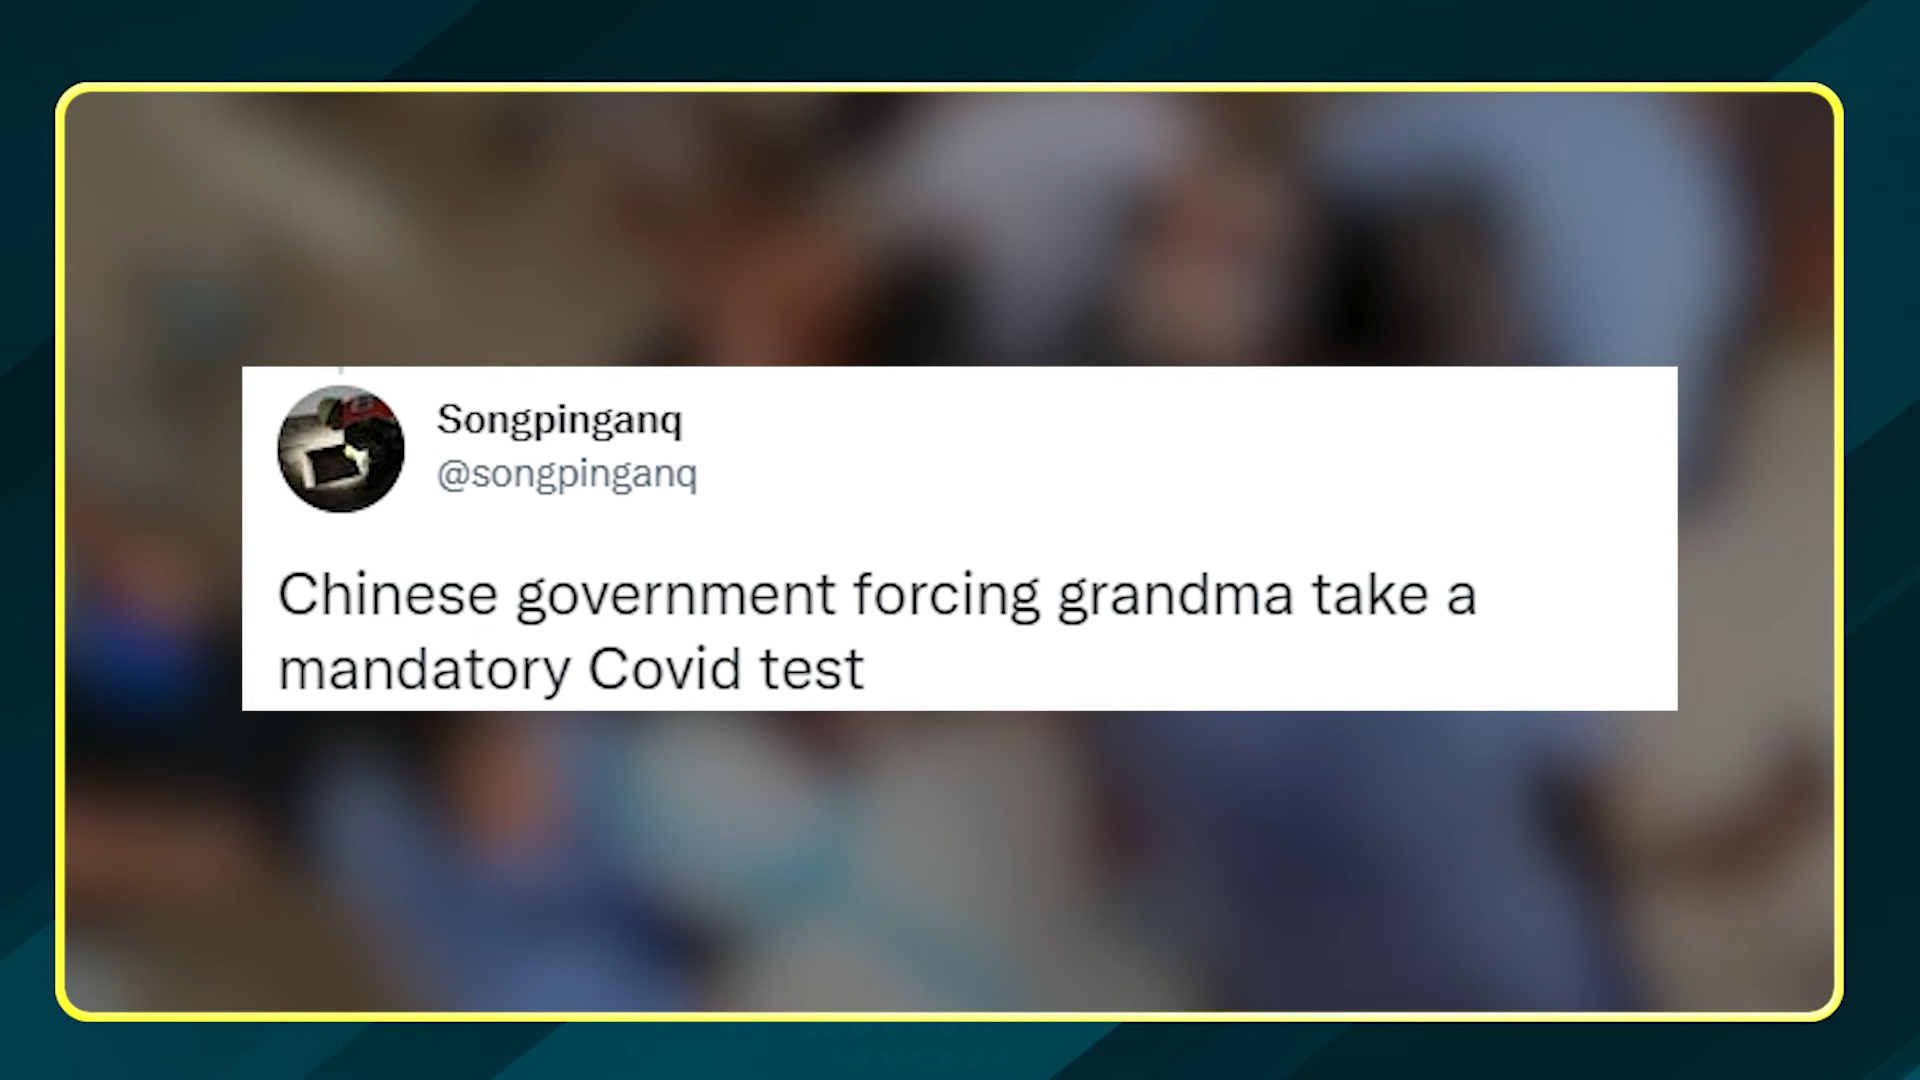 Songpinganq
@songpinganq
Chinese government forcing grandma take a
mandatory Covid test